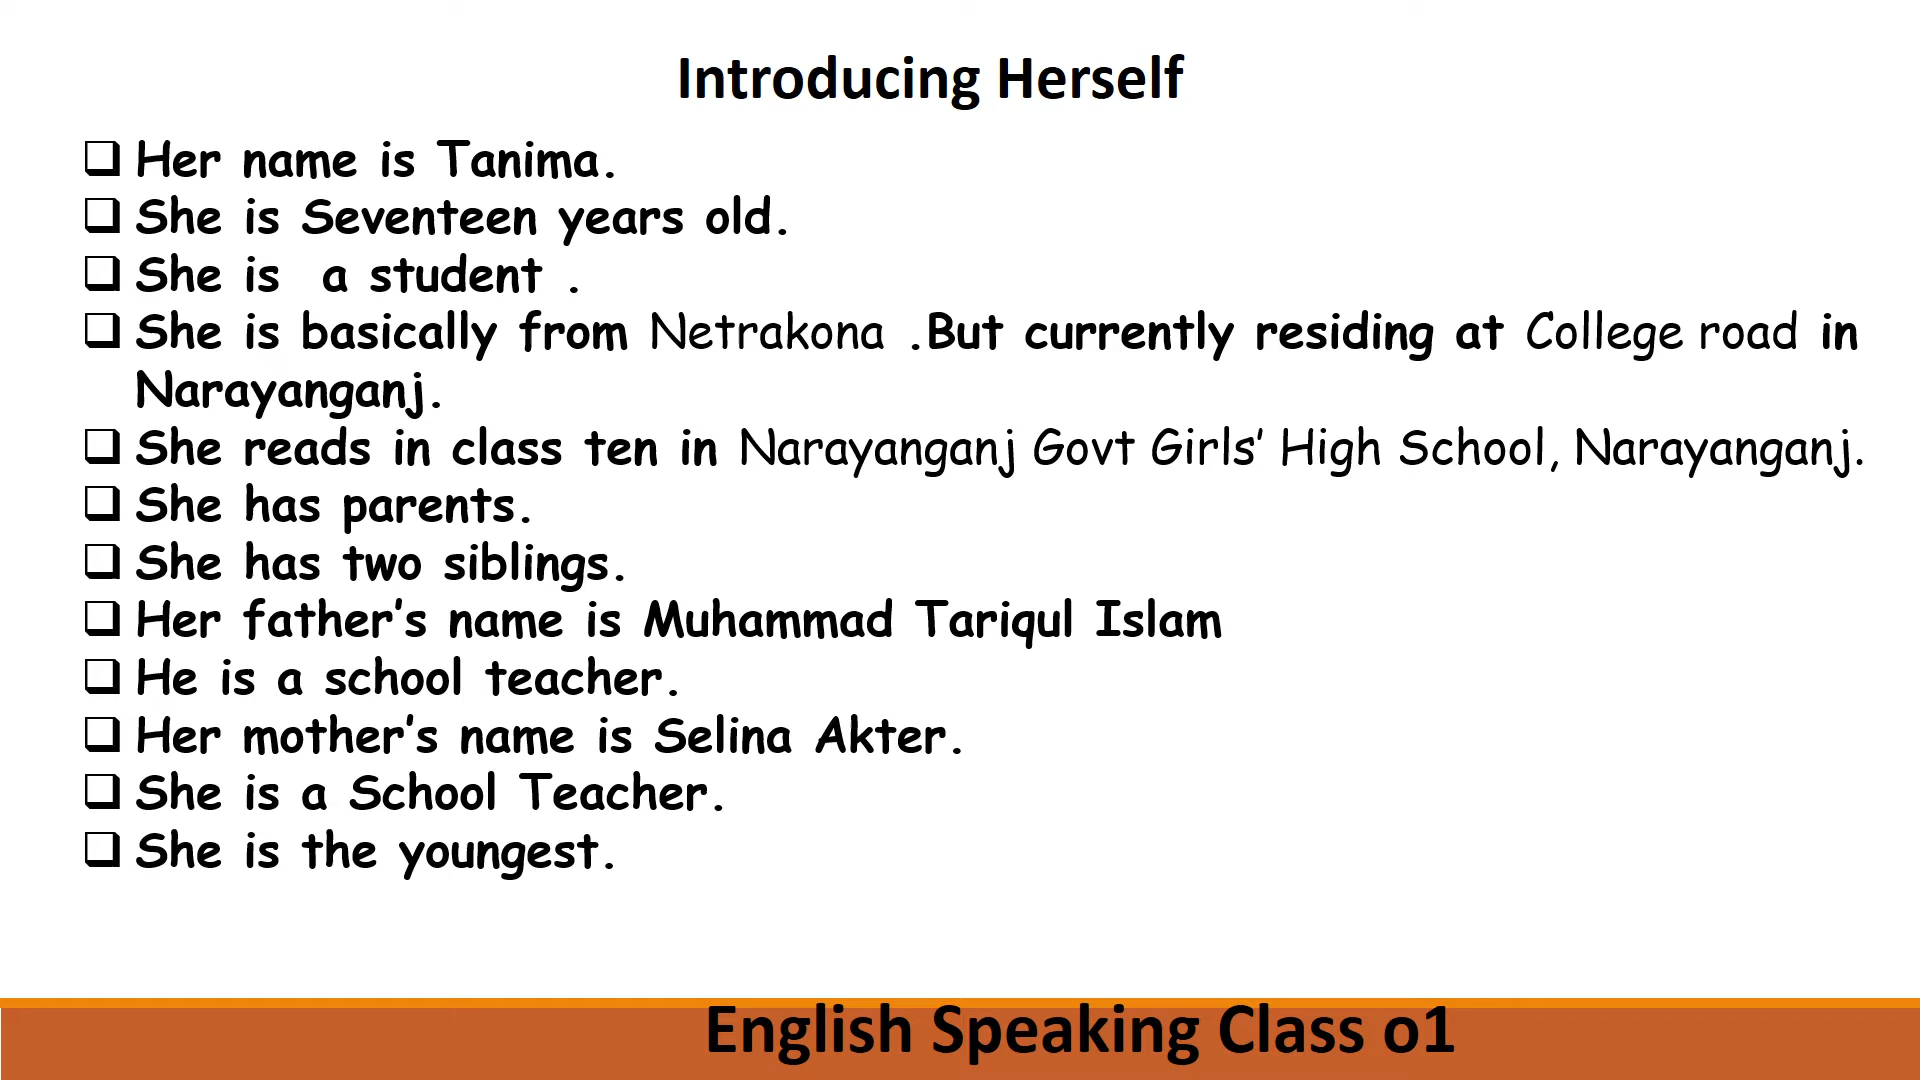 Introducing Herself
❑ Her name is Tanima.
❑ She is Seventeen years old.
❑ She is  a student .
❑ She is basically from Netrakona .But currently residing at College road in
Narayanganj.
❑ She reads in class ten in Narayanganj Govt Girls’ High School, Narayanganj.
❑ She has parents.
❑ She has two siblings.
❑ Her father’s name is Muhammad Tariqul Islam
❑ He is a school teacher.
❑ Her mother’s name is Selina Akter.
❑ She is a School Teacher.
❑ She is the youngest.
English Speaking Class o1